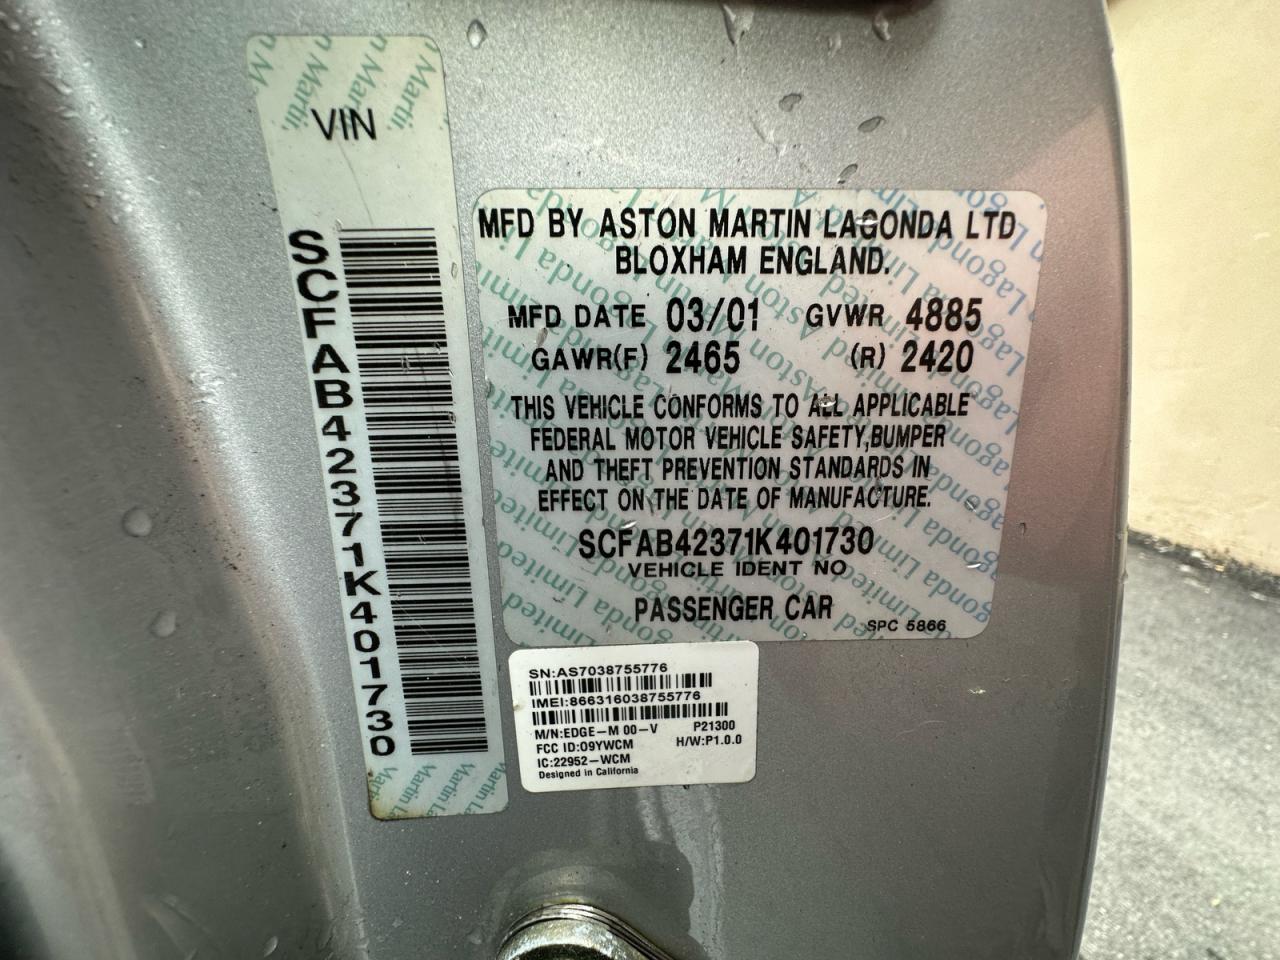 VIN
SCFAB42371K401730
MFD BY ASTON MARTIN LAGONDA LTD
BLOXHAM ENGLAND.
MFD DATE 03/01 GVWR 4885
GAWR(F) 2465 (R) 2420
THIS VEHICLE CONFORMS TO ALL APPLICABLE
FEDERAL MOTOR VEHICLE SAFETY,BUMPER
AND THEFT PREVENTION STANDARDS IN
EFFECT ON THE DATE OF MANUFACTURE.
SCFAB42371K401730
VEHICLE IDENT NO
PASSENGER CAR
SPC 5866
SN:AS7038755776
IMEI:866316038755776
M/N:EDGE-M 00-V P21300
FCC ID:09YWCM H/W:P1.0.0
IC:22952-WCM
Designed in California